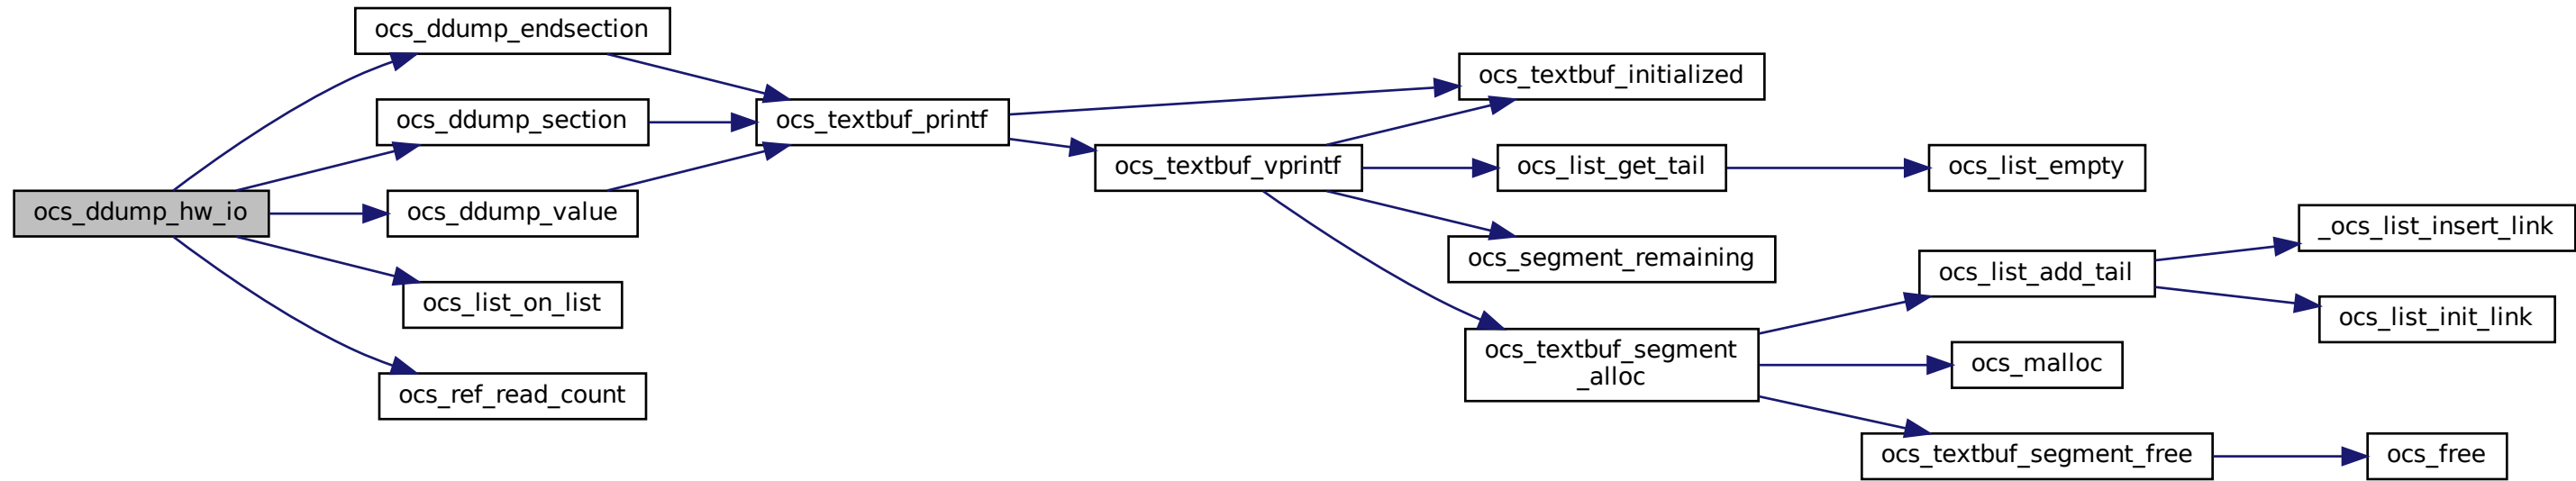 ocs_ddump_hw_io
ocs_ddump_endsection
ocs_ddump_section
ocs_ddump_value
ocs_list_on_list
ocs_ref_read_count
ocs_textbuf_printf
ocs_textbuf_initialized
ocs_textbuf_vprintf
ocs_list_get_tail
ocs_segment_remaining
ocs_textbuf_segment
_alloc
ocs_list_empty
ocs_list_add_tail
ocs_malloc
ocs_textbuf_segment_free
_ocs_list_insert_link
ocs_list_init_link
ocs_free